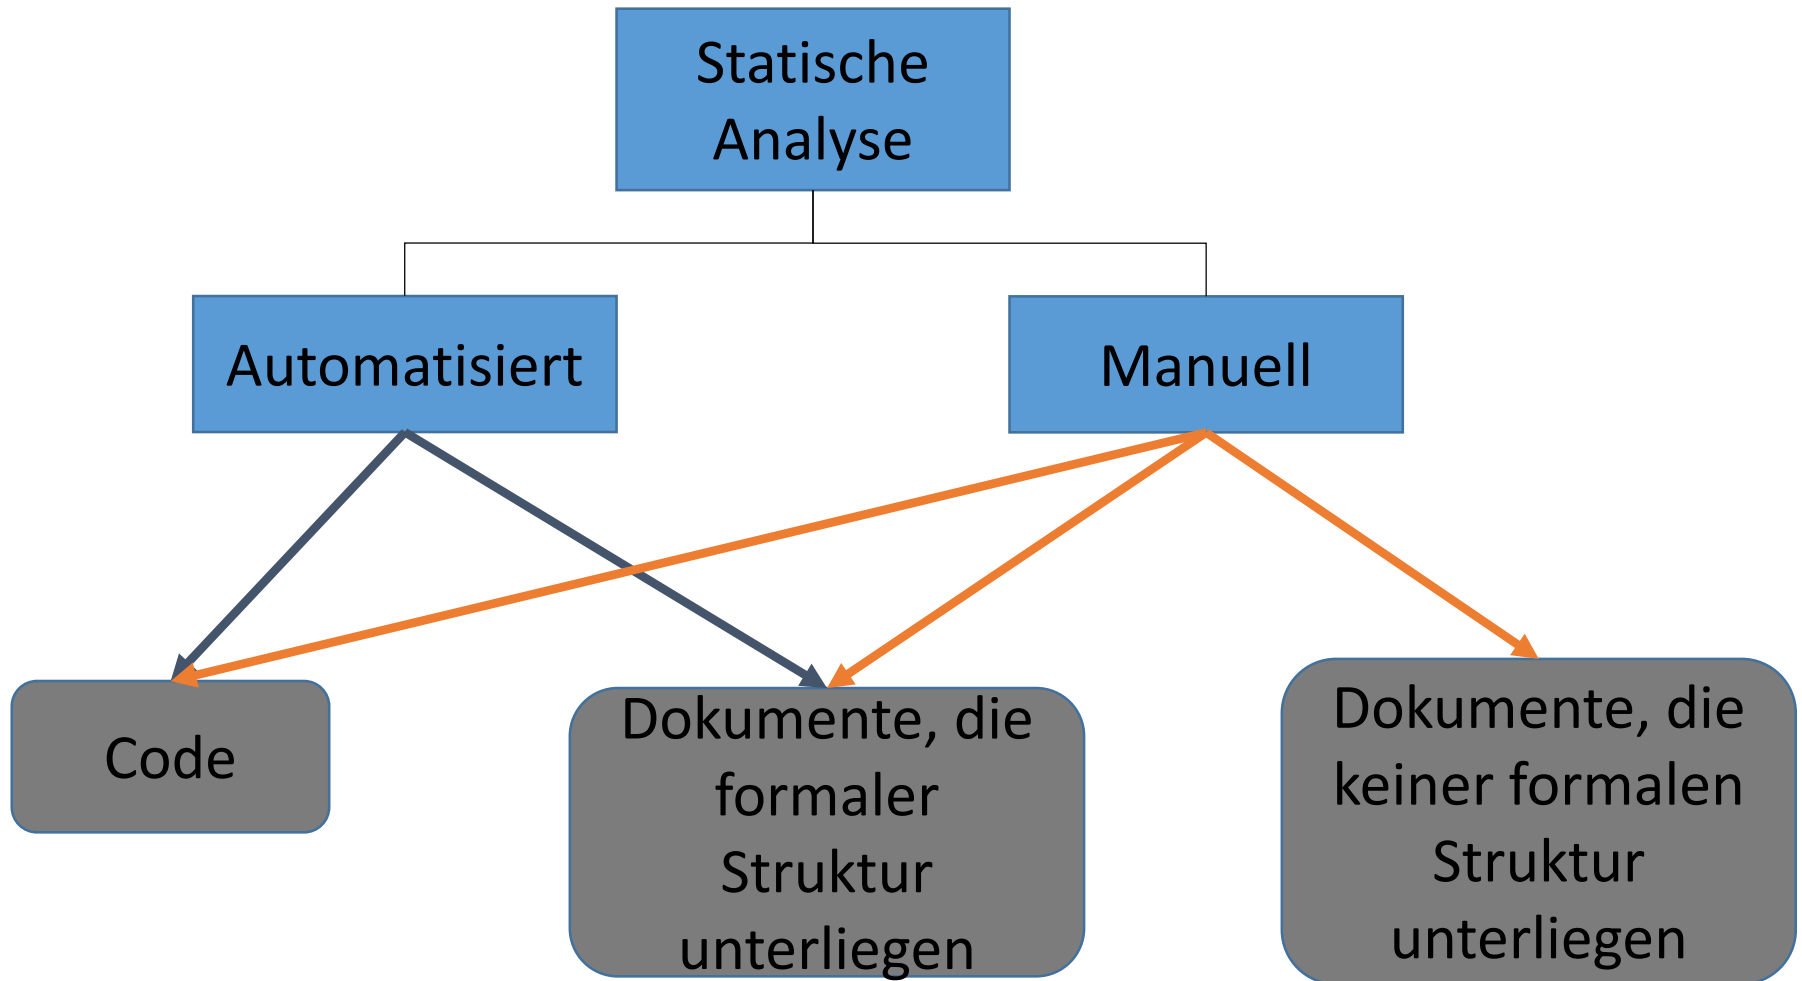 Statische
Analyse
Automatisiert
Manuell
Code
Dokumente, die
formaler
Struktur
unterliegen
Dokumente, die
keiner formalen
Struktur
unterliegen